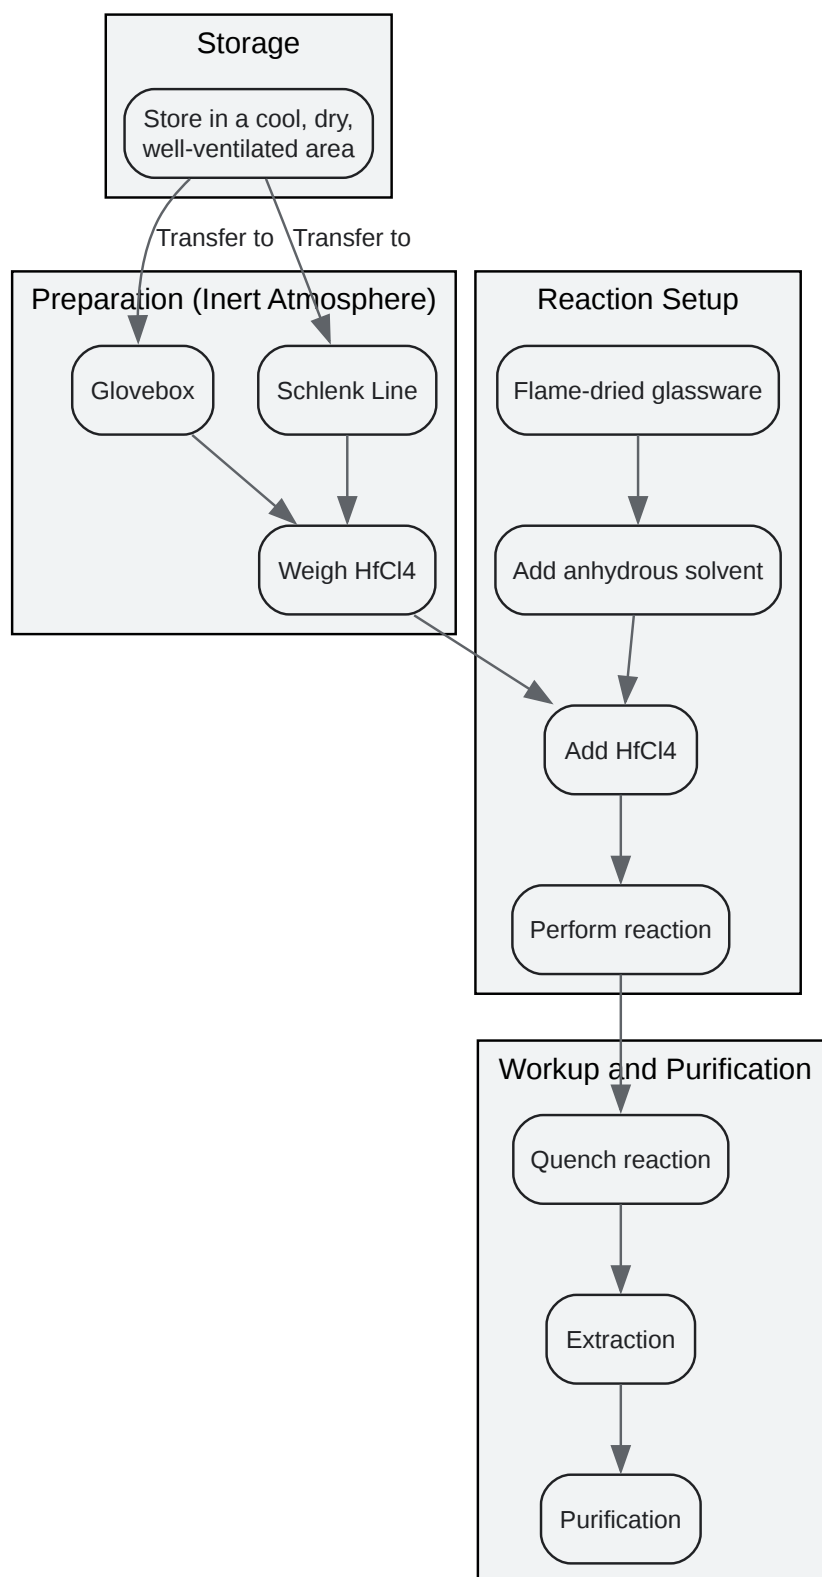 Storage
Store in a cool, dry,
well-ventilated area
Transfer to
Transfer to
Preparation (Inert Atmosphere)
Glovebox
Schlenk Line
Weigh HfCl4
Reaction Setup
Flame-dried glassware
Add anhydrous solvent
Add HfCl4
Perform reaction
Workup and Purification
Quench reaction
Extraction
Purification